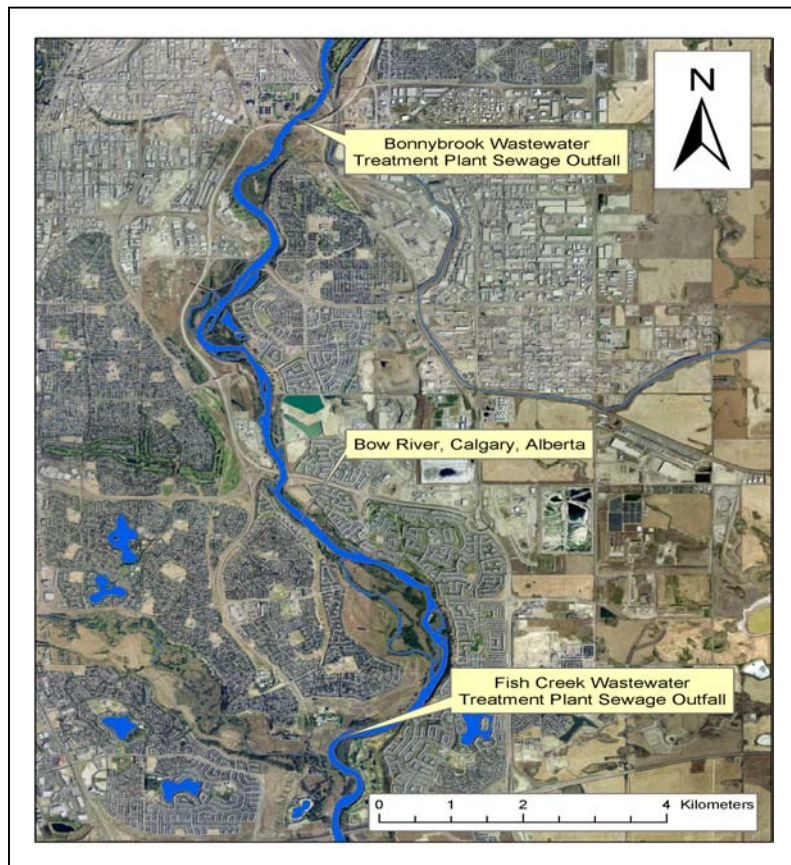 N
Bonnybrook Wastewater
Treatment Plant Sewage Outfall
Bow River, Calgary, Alberta
Fish Creek Wastewater
Treatment Plant Sewage Outfall
0 1 2 4 Kilometers